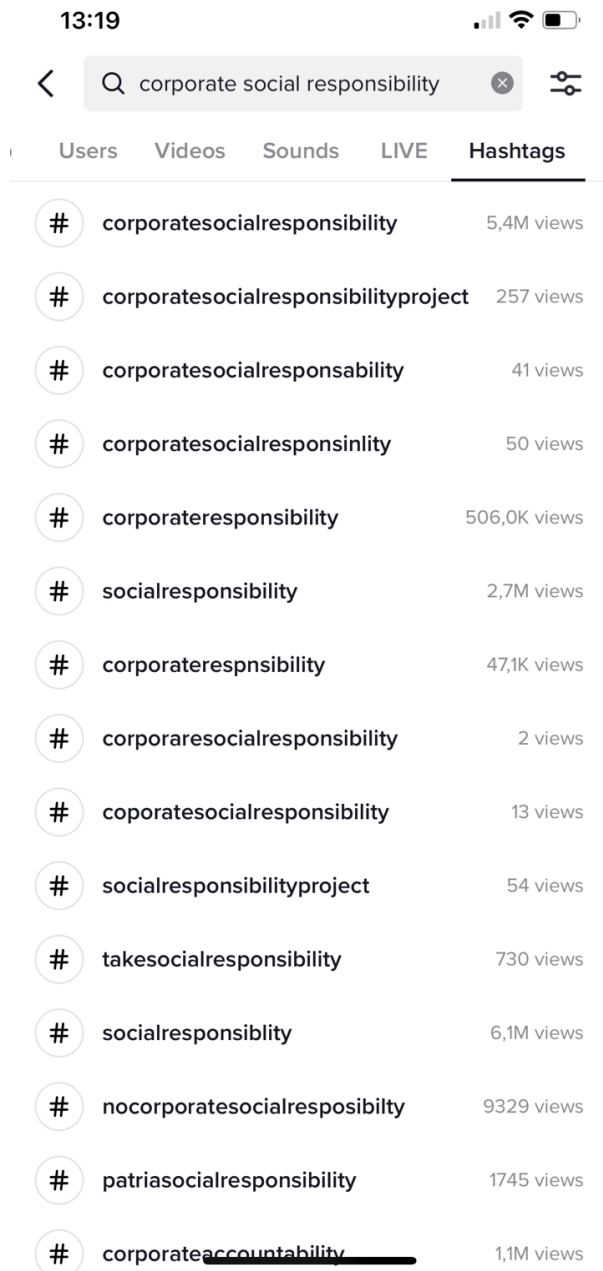 13:19
corporate social responsibility
Users Videos Sounds LIVE Hashtags
# corporatesocialresponsibility 5,4M views
# corporatesocialresponsibilityproject 257 views
# corporatesocialresponsability 41 views
# corporatesocialresponsinlity 50 views
# corporateresponsibility 506,0K views
# socialresponsibility 2,7M views
# corporaterespnsibility 47,1K views
# corporaresocialresponsibility 2 views
# coporatesocialresponsibility 13 views
# socialresponsibilityproject 54 views
# takesocialresponsibility 730 views
# socialresponsiblity 6,1M views
# nocorporatesocialresposibilty 9329 views
# patriasocialresponsibility 1745 views
# corporateaccountability 1,1M views